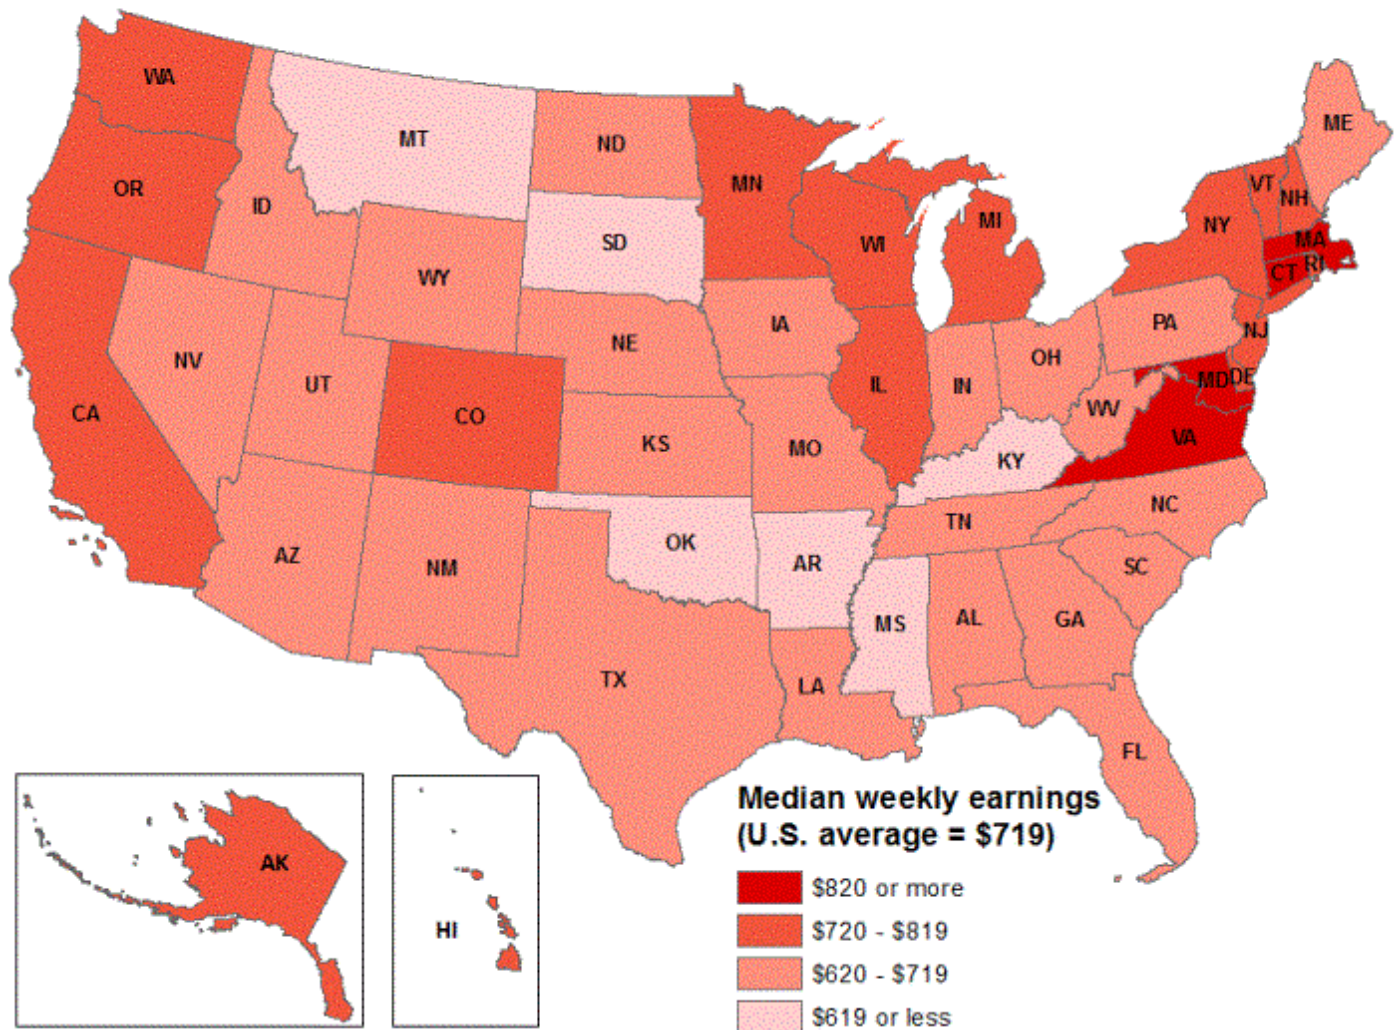 WA
MT
ND
MN
OR
ID
SD
WY
WI
MI
NY
VT
NH
ME
MA
CT
RI
NV
UT
CO
NE
IA
IL
IN
OH
PA
NJ
CA
KS
MO
KY
WV
MD
DE
VA
AZ
NM
OK
AR
TN
NC
TX
LA
MS
AL
GA
SC
FL
AK
HI
Median weekly earnings
(U.S. average = $719)
$820 or more
$720 - $819
$620 - $719
$619 or less